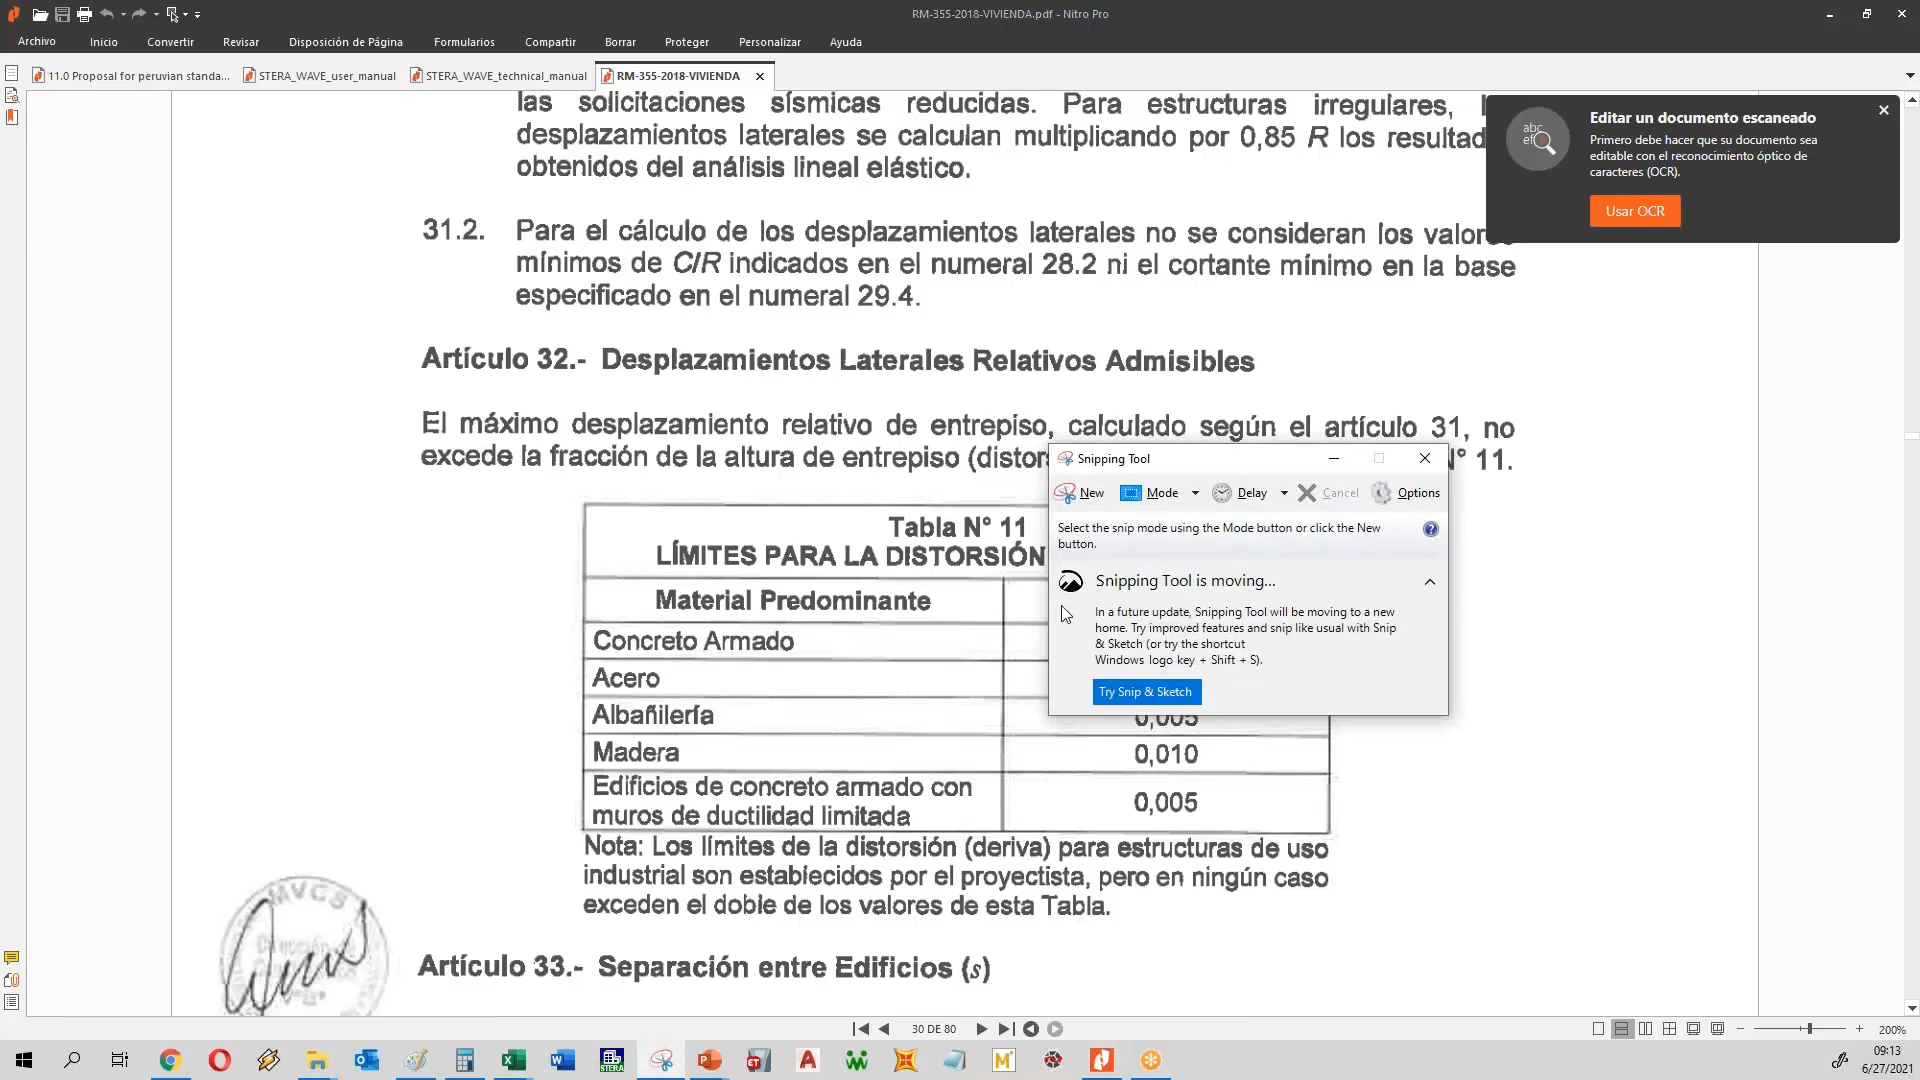 RM-355-2018-VIVIENDA.pdf - Nitro Pro
Archivo Inicio Convertir Revisar Disposición de Página Formularios Compartir Borrar Proteger Personalizar Ayuda
11.0 Proposal for peruvian standa... STERA_WAVE_user_manual STERA_WAVE_technical_manual RM-355-2018-VIVIENDA
las solicitaciones sísmicas reducidas. Para estructuras irregulares,
desplazamientos laterales se calculan multiplicando por 0,85 R los resultad
obtenidos del análisis lineal elástico.
abc
ef
Editar un documento escaneado
Primero debe hacer que su documento sea
editable con el reconocimiento óptico de
caracteres (OCR).
Usar OCR
31.2. Para el cálculo de los desplazamientos laterales no se consideran los valor
mínimos de C/R indicados en el numeral 28.2 ni el cortante mínimo en la base
especificado en el numeral 29.4.
Artículo 32.- Desplazamientos Laterales Relativos Admisibles
El máximo desplazamiento relativo de entrepiso, calculado según el artículo 31, no
excede la fracción de la altura de entrepiso (distors N° 11.
Snipping Tool
New Mode Delay Cancel Options
Select the snip mode using the Mode button or click the New
button.
Snipping Tool is moving...
In a future update, Snipping Tool will be moving to a new
home. Try improved features and snip like usual with Snip
& Sketch (or try the shortcut
Windows logo key + Shift + S).
Try Snip & Sketch
Tabla N° 11
LÍMITES PARA LA DISTORSIÓN
Material Predominante
Concreto Armado
Acero
Albañilería 0,005
Madera 0,010
Edificios de concreto armado con
muros de ductilidad limitada 0,005
Nota: Los límites de la distorsión (deriva) para estructuras de uso
industrial son establecidos por el proyectista, pero en ningún caso
exceden el doble de los valores de esta Tabla.
MVCS
Artículo 33.- Separación entre Edificios (s)
30 DE 80
200%
STERA
ET
09:13
6/27/2021